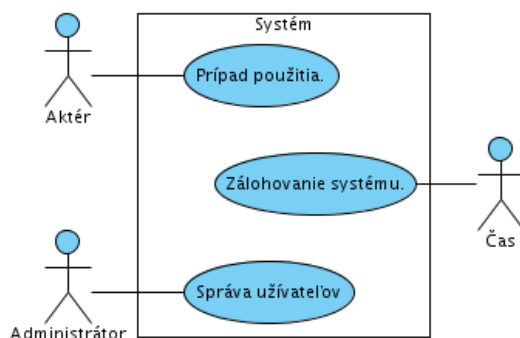 Systém
Prípad použitia.
Aktér
Zálohovanie systému.
Čas
Správa užívateľov
Administrátor